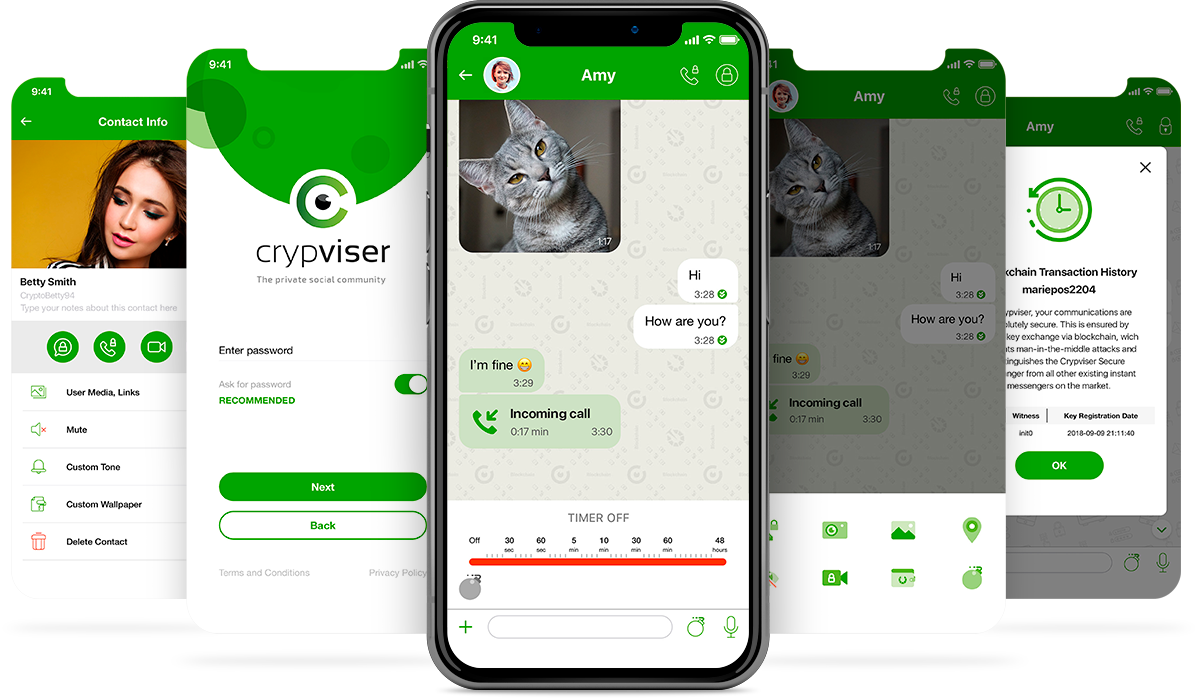 9:41
Contact Info
Betty Smith
CryptoBetty94
Type your notes about this contact here
User Media, Links
Mute
Custom Tone
Custom Wallpaper
Delete Contact
9:41
crypviser
The private social community
Enter password
Ask for password
RECOMMENDED
Next
Back
Terms and Conditions
Privacy Policy
9:41
Amy
1:17
Hi
3:28
How are you?
3:28
I'm fine 😁
3:29
Incoming call
0:17 min
3:30
TIMER OFF
Off 30 60 5 10 30 60 48
sec sec min min min min hours
41
Amy
1:17
Hi
3:28
How are you?
3:28
fine 😁
3:29
Incoming call
0:17 min
3:30
Amy
kchain Transaction History
mariepos2204
ypviser, your communications are
olutely secure. This is ensured by
key exchange via blockchain, wich
ts man-in-the-middle attacks and
tinguishes the Crypviser Secure
nger from all other existing instant
messengers on the market.
Witness Key Registration Date
init0 2018-09-09 21:11:40
OK